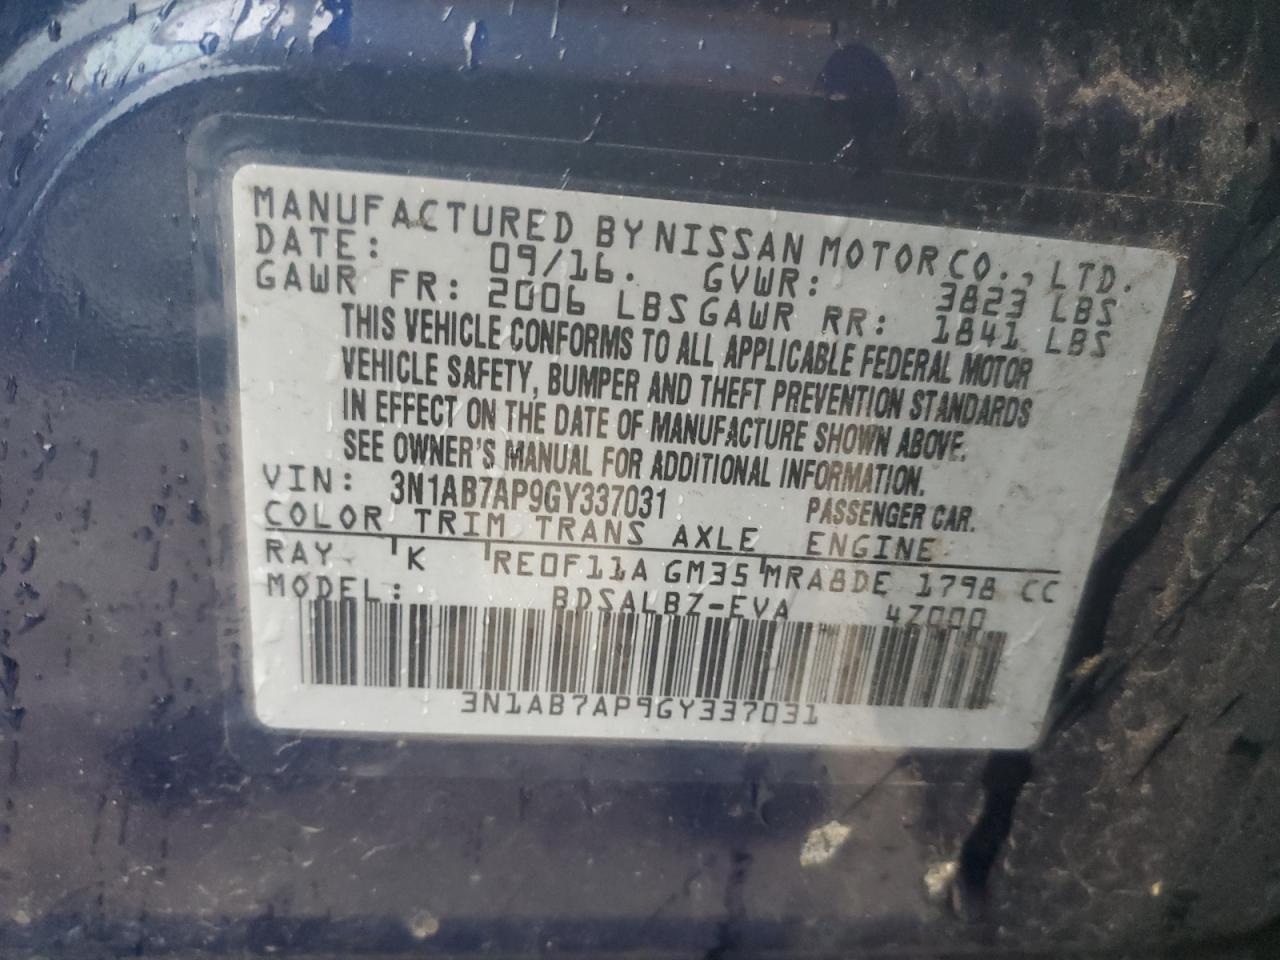 MANUFACTURED BY NISSAN MOTOR CO., LTD.
DATE: 09/16. GVWR: 3823 LBS
GAWR FR: 2006 LBS GAWR RR: 1841 LBS
THIS VEHICLE CONFORMS TO ALL APPLICABLE FEDERAL MOTOR
VEHICLE SAFETY, BUMPER AND THEFT PREVENTION STANDARDS
IN EFFECT ON THE DATE OF MANUFACTURE SHOWN ABOVE.
SEE OWNER'S MANUAL FOR ADDITIONAL INFORMATION.
VIN: 3N1AB7AP9GY337031 PASSENGER CAR.
COLOR TRIM TRANS AXLE ENGINE
RAY K RE0F11A GM35 MRA8DE 1798 CC
MODEL: BDSALBZ-EVA 4Z000
3N1AB7AP9GY337031